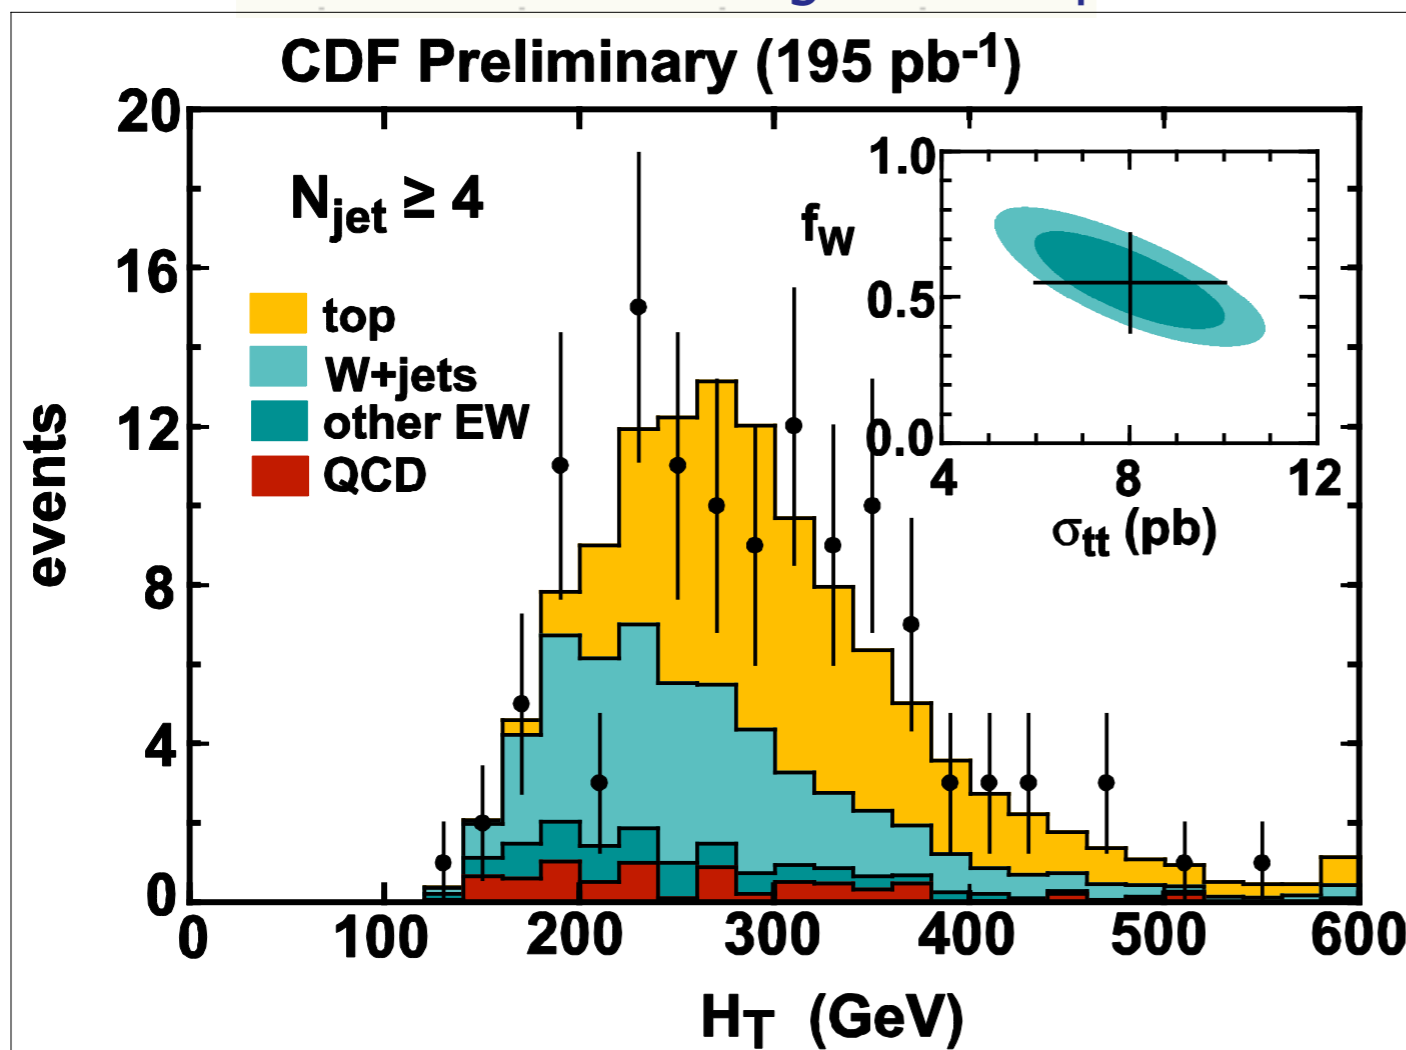 CDF Preliminary (195 pb-1)
20
16
12
8
4
0
events
Njet ≥ 4
top
W+jets
other EW
QCD
1.0
0.5
0.0
fW
4 8 12
σtt (pb)
0 100 200 300 400 500 600
HT (GeV)